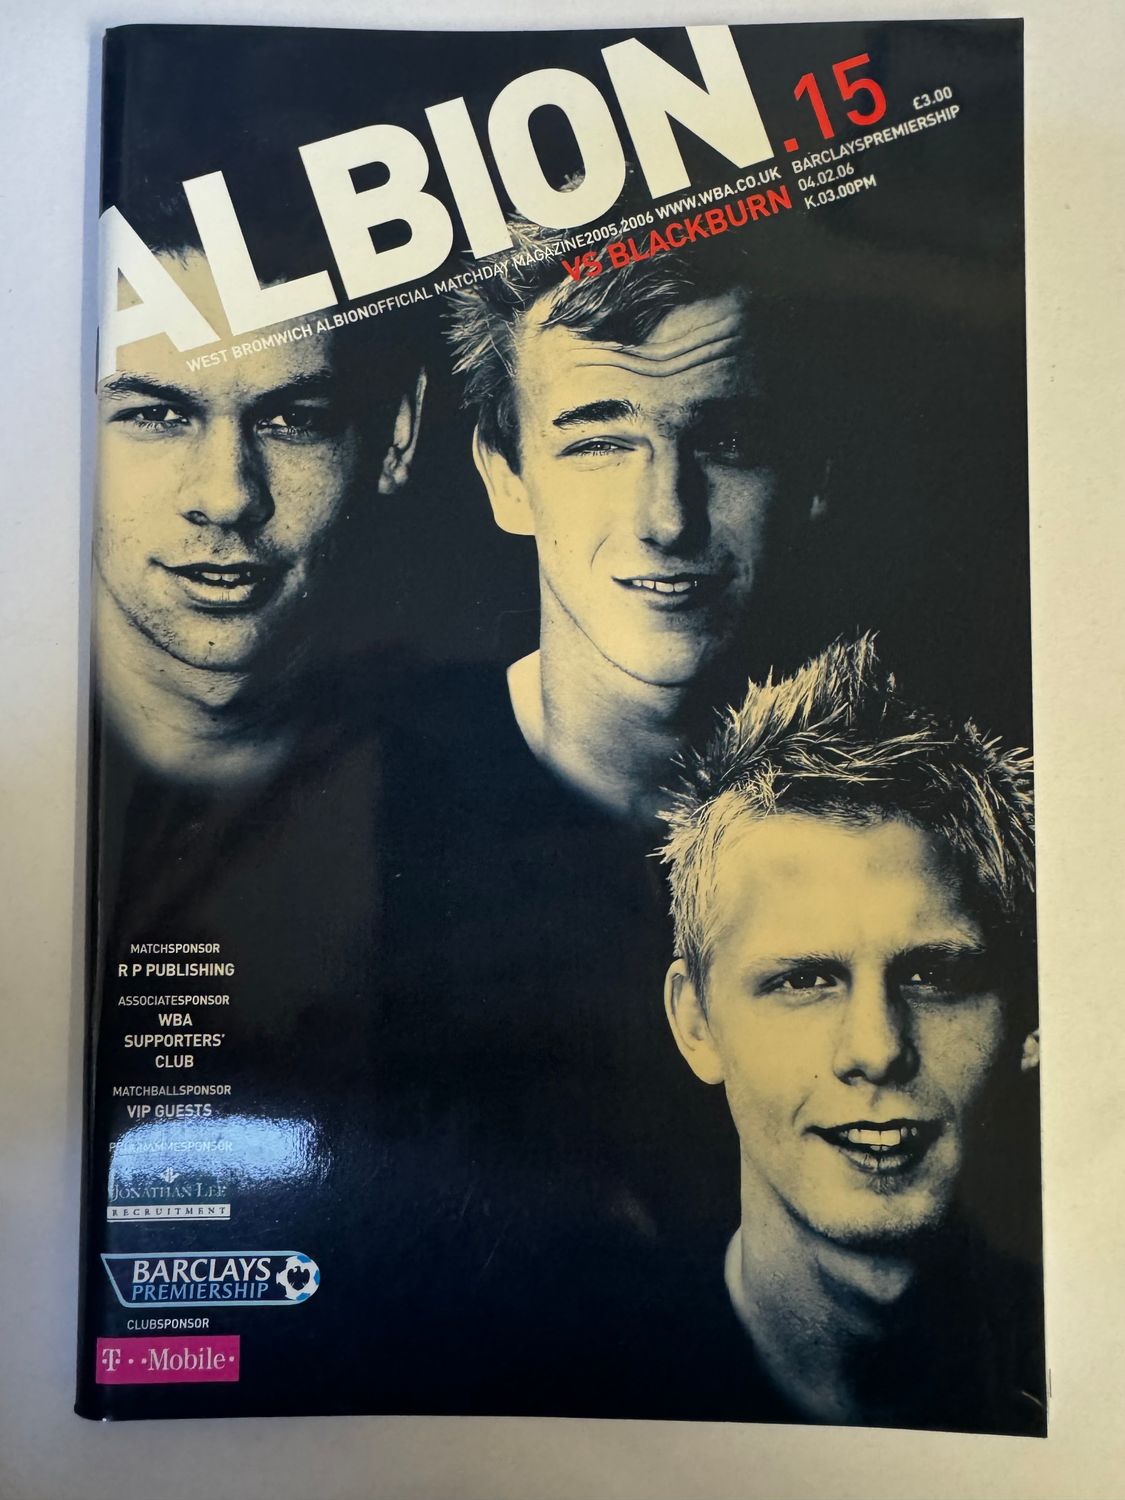 ALBION.15
£3.00
BARCLAYSPREMIERSHIP
04.02.06
K.03.00PM
WEST BROMWICH ALBIONOFFICIAL MATCHDAY MAGAZINE2005.2006 WWW.WBA.CO.UK
VS BLACKBURN
MATCHSPONSOR
R P PUBLISHING
ASSOCIATESPONSOR
WBA
SUPPORTERS'
CLUB
MATCHBALLSPONSOR
VIP GUESTS
PROGRAMMESPONSOR
JONATHAN LEE
RECRUITMENT
BARCLAYS
PREMIERSHIP
CLUBSPONSOR
T··Mobile·